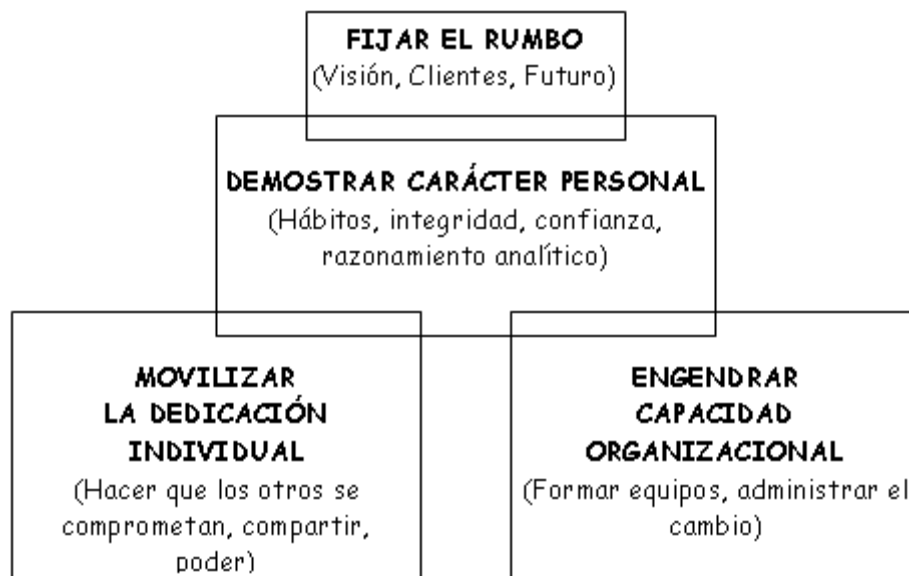 FIJAR EL RUMBO
(Visión, Clientes, Futuro)
DEMOSTRAR CARÁCTER PERSONAL
(Hábitos, integridad, confianza,
razonamiento analítico)
MOVILIZAR
LA DEDICACIÓN
INDIVIDUAL
(Hacer que los otros se
comprometan, compartir,
poder)
ENGENDRAR
CAPACIDAD
ORGANIZACIONAL
(Formar equipos, administrar el
cambio)